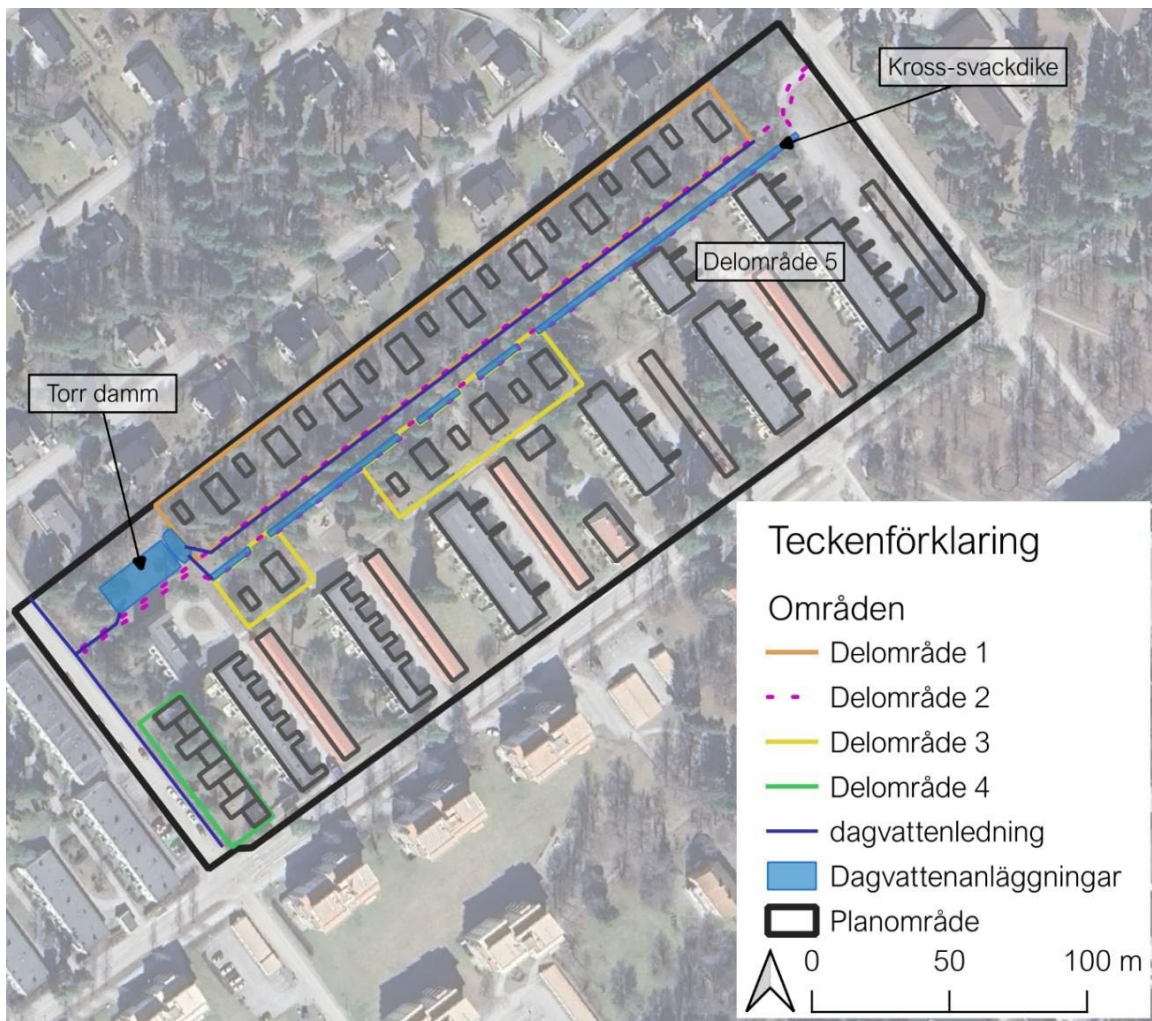 Kross-svackdike
Delområde 5
Torr damm
Teckenförklaring
Områden
Delområde 1
Delområde 2
Delområde 3
Delområde 4
dagvattenledning
Dagvattenanläggningar
Planområde
0 50 100 m